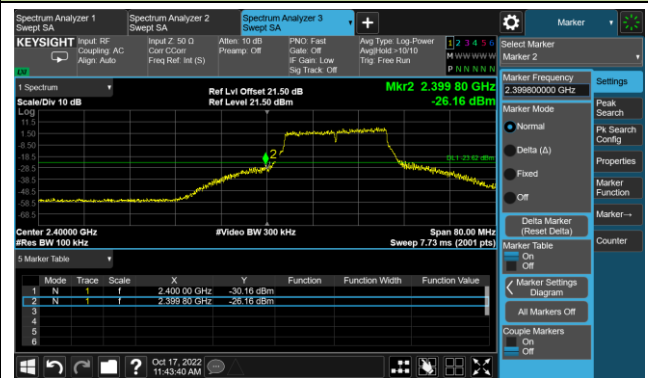 Spectrum Analyzer 1
Swept SA
Spectrum Analyzer 2
Swept SA
Spectrum Analyzer 3
Swept SA
+
Marker
KEYSIGHT
Input: RF
Coupling: AC
Align: Auto
Input Z: 50 Ω
Corr CCorr
Freq Ref: Int (S)
Atten: 10 dB
Preamp: Off
PNO: Fast
Gate: Off
IF Gain: Low
Sig Track: Off
Avg Type: Log-Power
Avg|Hold >10/10
Trig: Free Run
1 2 3 4 5 6
M W W W W W
P N N N N N
LXI
Select Marker
Marker 2
1 Spectrum
Scale/Div 10 dB
Ref Lvl Offset 21.50 dB
Ref Level 21.50 dBm
Mkr2 2.399 80 GHz
-26.16 dBm
Log
11.5
1.50
-8.50
-18.5
-28.5
-38.5
-48.5
-58.5
-68.5
2
DL1 -23.62 dBm
Center 2.40000 GHz
#Res BW 100 kHz
#Video BW 300 kHz
Span 80.00 MHz
Sweep 7.73 ms (2001 pts)
5 Marker Table
Mode Trace Scale X Y Function Function Width Function Value
1 N 1 f 2.400 00 GHz -30.16 dBm
2 N 1 f 2.399 80 GHz -26.16 dBm
3
4
5
6
Marker Frequency
2.399800000 GHz
Marker Mode
Normal
Delta (Δ)
Fixed
Off
Delta Marker
(Reset Delta)
Marker Table
On
Off
Marker Settings
Diagram
All Markers Off
Couple Markers
On
Off
Settings
Peak
Search
Pk Search
Config
Properties
Marker
Function
Marker→
Counter
?
Oct 17, 2022
11:43:40 AM